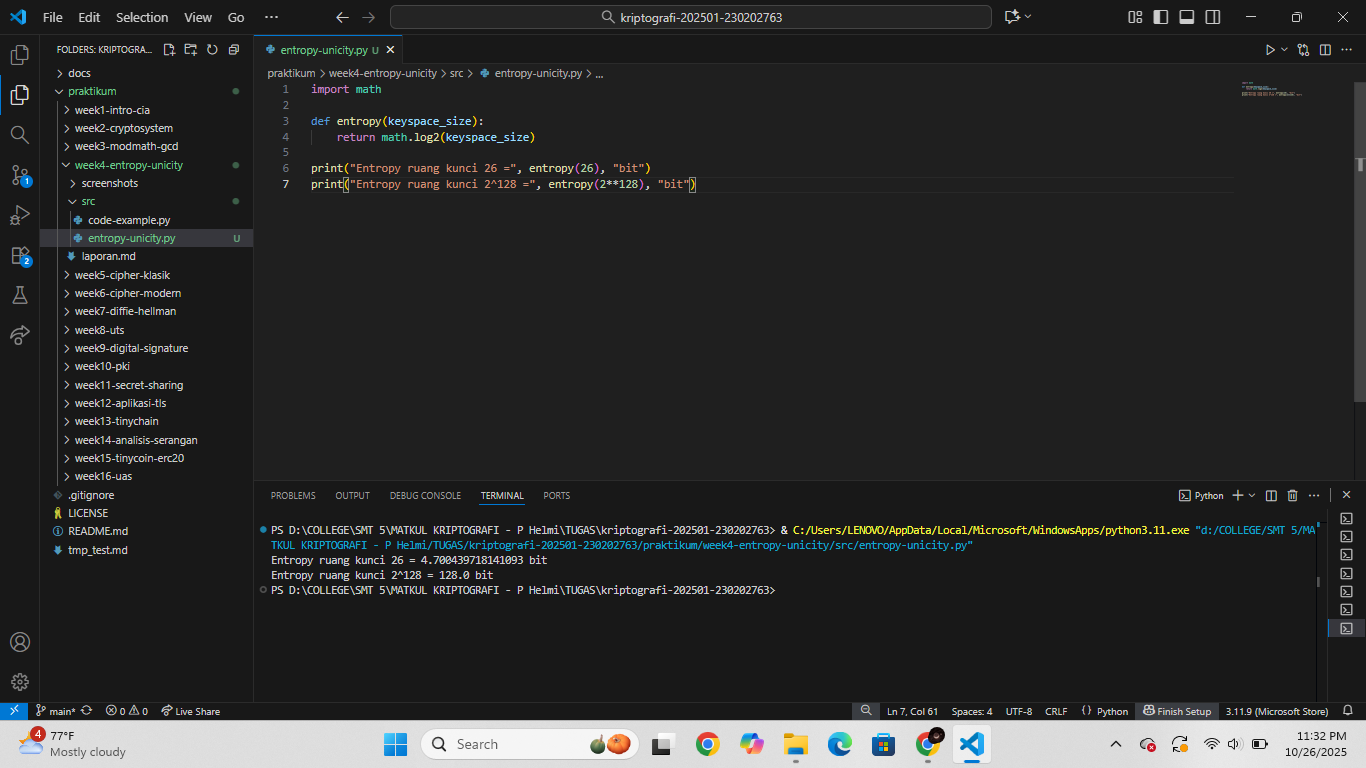 File Edit Selection View Go ···
kriptografi-202501-230202763
FOLDERS: KRIPTOGRA...
docs
praktikum
week1-intro-cia
week2-cryptosystem
week3-modmath-gcd
week4-entropy-unicity
screenshots
src
code-example.py
entropy-unicity.py U
laporan.md
week5-cipher-klasik
week6-cipher-modern
week7-diffie-hellman
week8-uts
week9-digital-signature
week10-pki
week11-secret-sharing
week12-aplikasi-tls
week13-tinychain
week14-analisis-serangan
week15-tinycoin-erc20
week16-uas
.gitignore
LICENSE
README.md
tmp_test.md
1
2
entropy-unicity.py U
praktikum > week4-entropy-unicity > src > entropy-unicity.py > ...
1 import math
2
3 def entropy(keyspace_size):
4 return math.log2(keyspace_size)
5
6 print("Entropy ruang kunci 26 =", entropy(26), "bit")
7 print("Entropy ruang kunci 2^128 =", entropy(2**128), "bit")
PROBLEMS OUTPUT DEBUG CONSOLE TERMINAL PORTS
Python
PS D:\COLLEGE\SMT 5\MATKUL KRIPTOGRAFI - P Helmi\TUGAS\kriptografi-202501-230202763> & C:/Users/LENOVO/AppData/Local/Microsoft/WindowsApps/python3.11.exe "d:/COLLEGE/SMT 5/MA
TKUL KRIPTOGRAFI - P Helmi/TUGAS/kriptografi-202501-230202763/praktikum/week4-entropy-unicity/src/entropy-unicity.py"
Entropy ruang kunci 26 = 4.700439718141093 bit
Entropy ruang kunci 2^128 = 128.0 bit
PS D:\COLLEGE\SMT 5\MATKUL KRIPTOGRAFI - P Helmi\TUGAS\kriptografi-202501-230202763>
main* 0 0 Live Share Ln 7, Col 61 Spaces: 4 UTF-8 CRLF {} Python Finish Setup 3.11.9 (Microsoft Store)
4
77°F
Mostly cloudy
Search
11:32 PM
10/26/2025